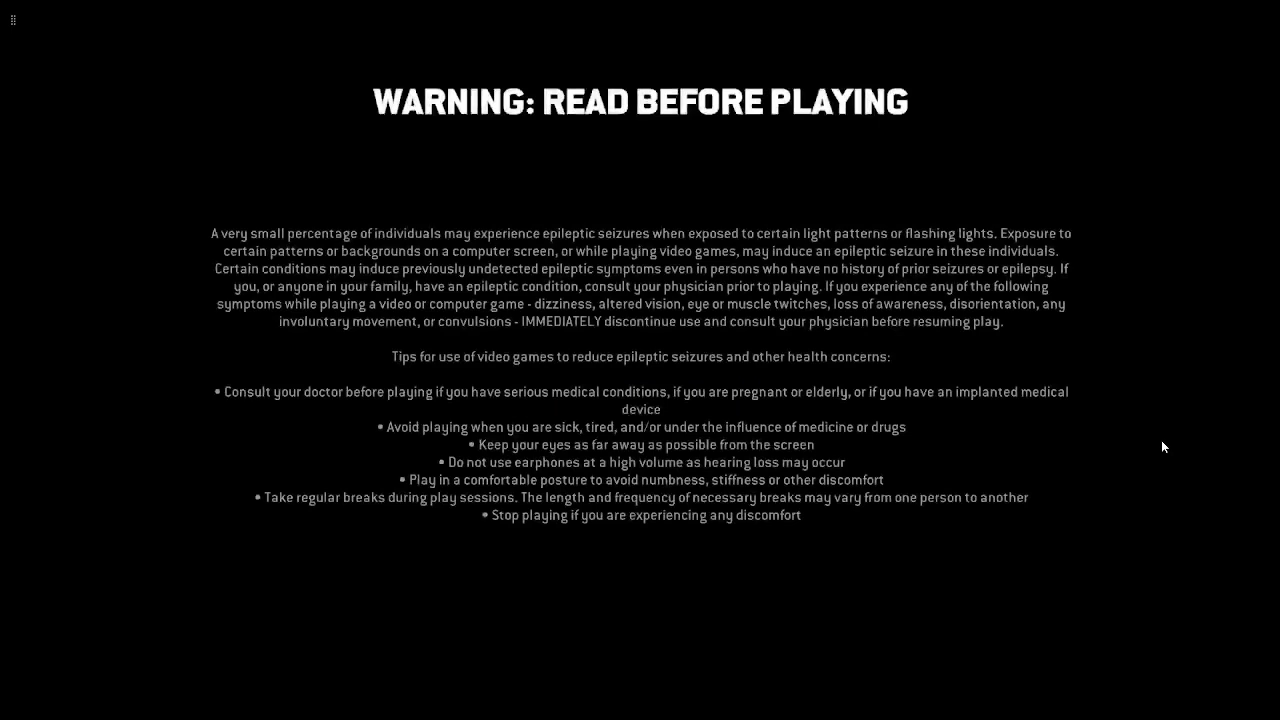 WARNING: READ BEFORE PLAYING
A very small percentage of individuals may experience epileptic seizures when exposed to certain light patterns or flashing lights. Exposure to
certain patterns or backgrounds on a computer screen, or while playing video games, may induce an epileptic seizure in these individuals.
Certain conditions may induce previously undetected epileptic symptoms even in persons who have no history of prior seizures or epilepsy. If
you, or anyone in your family, have an epileptic condition, consult your physician prior to playing. If you experience any of the following
symptoms while playing a video or computer game - dizziness, altered vision, eye or muscle twitches, loss of awareness, disorientation, any
involuntary movement, or convulsions - IMMEDIATELY discontinue use and consult your physician before resuming play.
Tips for use of video games to reduce epileptic seizures and other health concerns:
• Consult your doctor before playing if you have serious medical conditions, if you are pregnant or elderly, or if you have an implanted medical
device
• Avoid playing when you are sick, tired, and/or under the influence of medicine or drugs
• Keep your eyes as far away as possible from the screen
• Do not use earphones at a high volume as hearing loss may occur
• Play in a comfortable posture to avoid numbness, stiffness or other discomfort
• Take regular breaks during play sessions. The length and frequency of necessary breaks may vary from one person to another
• Stop playing if you are experiencing any discomfort